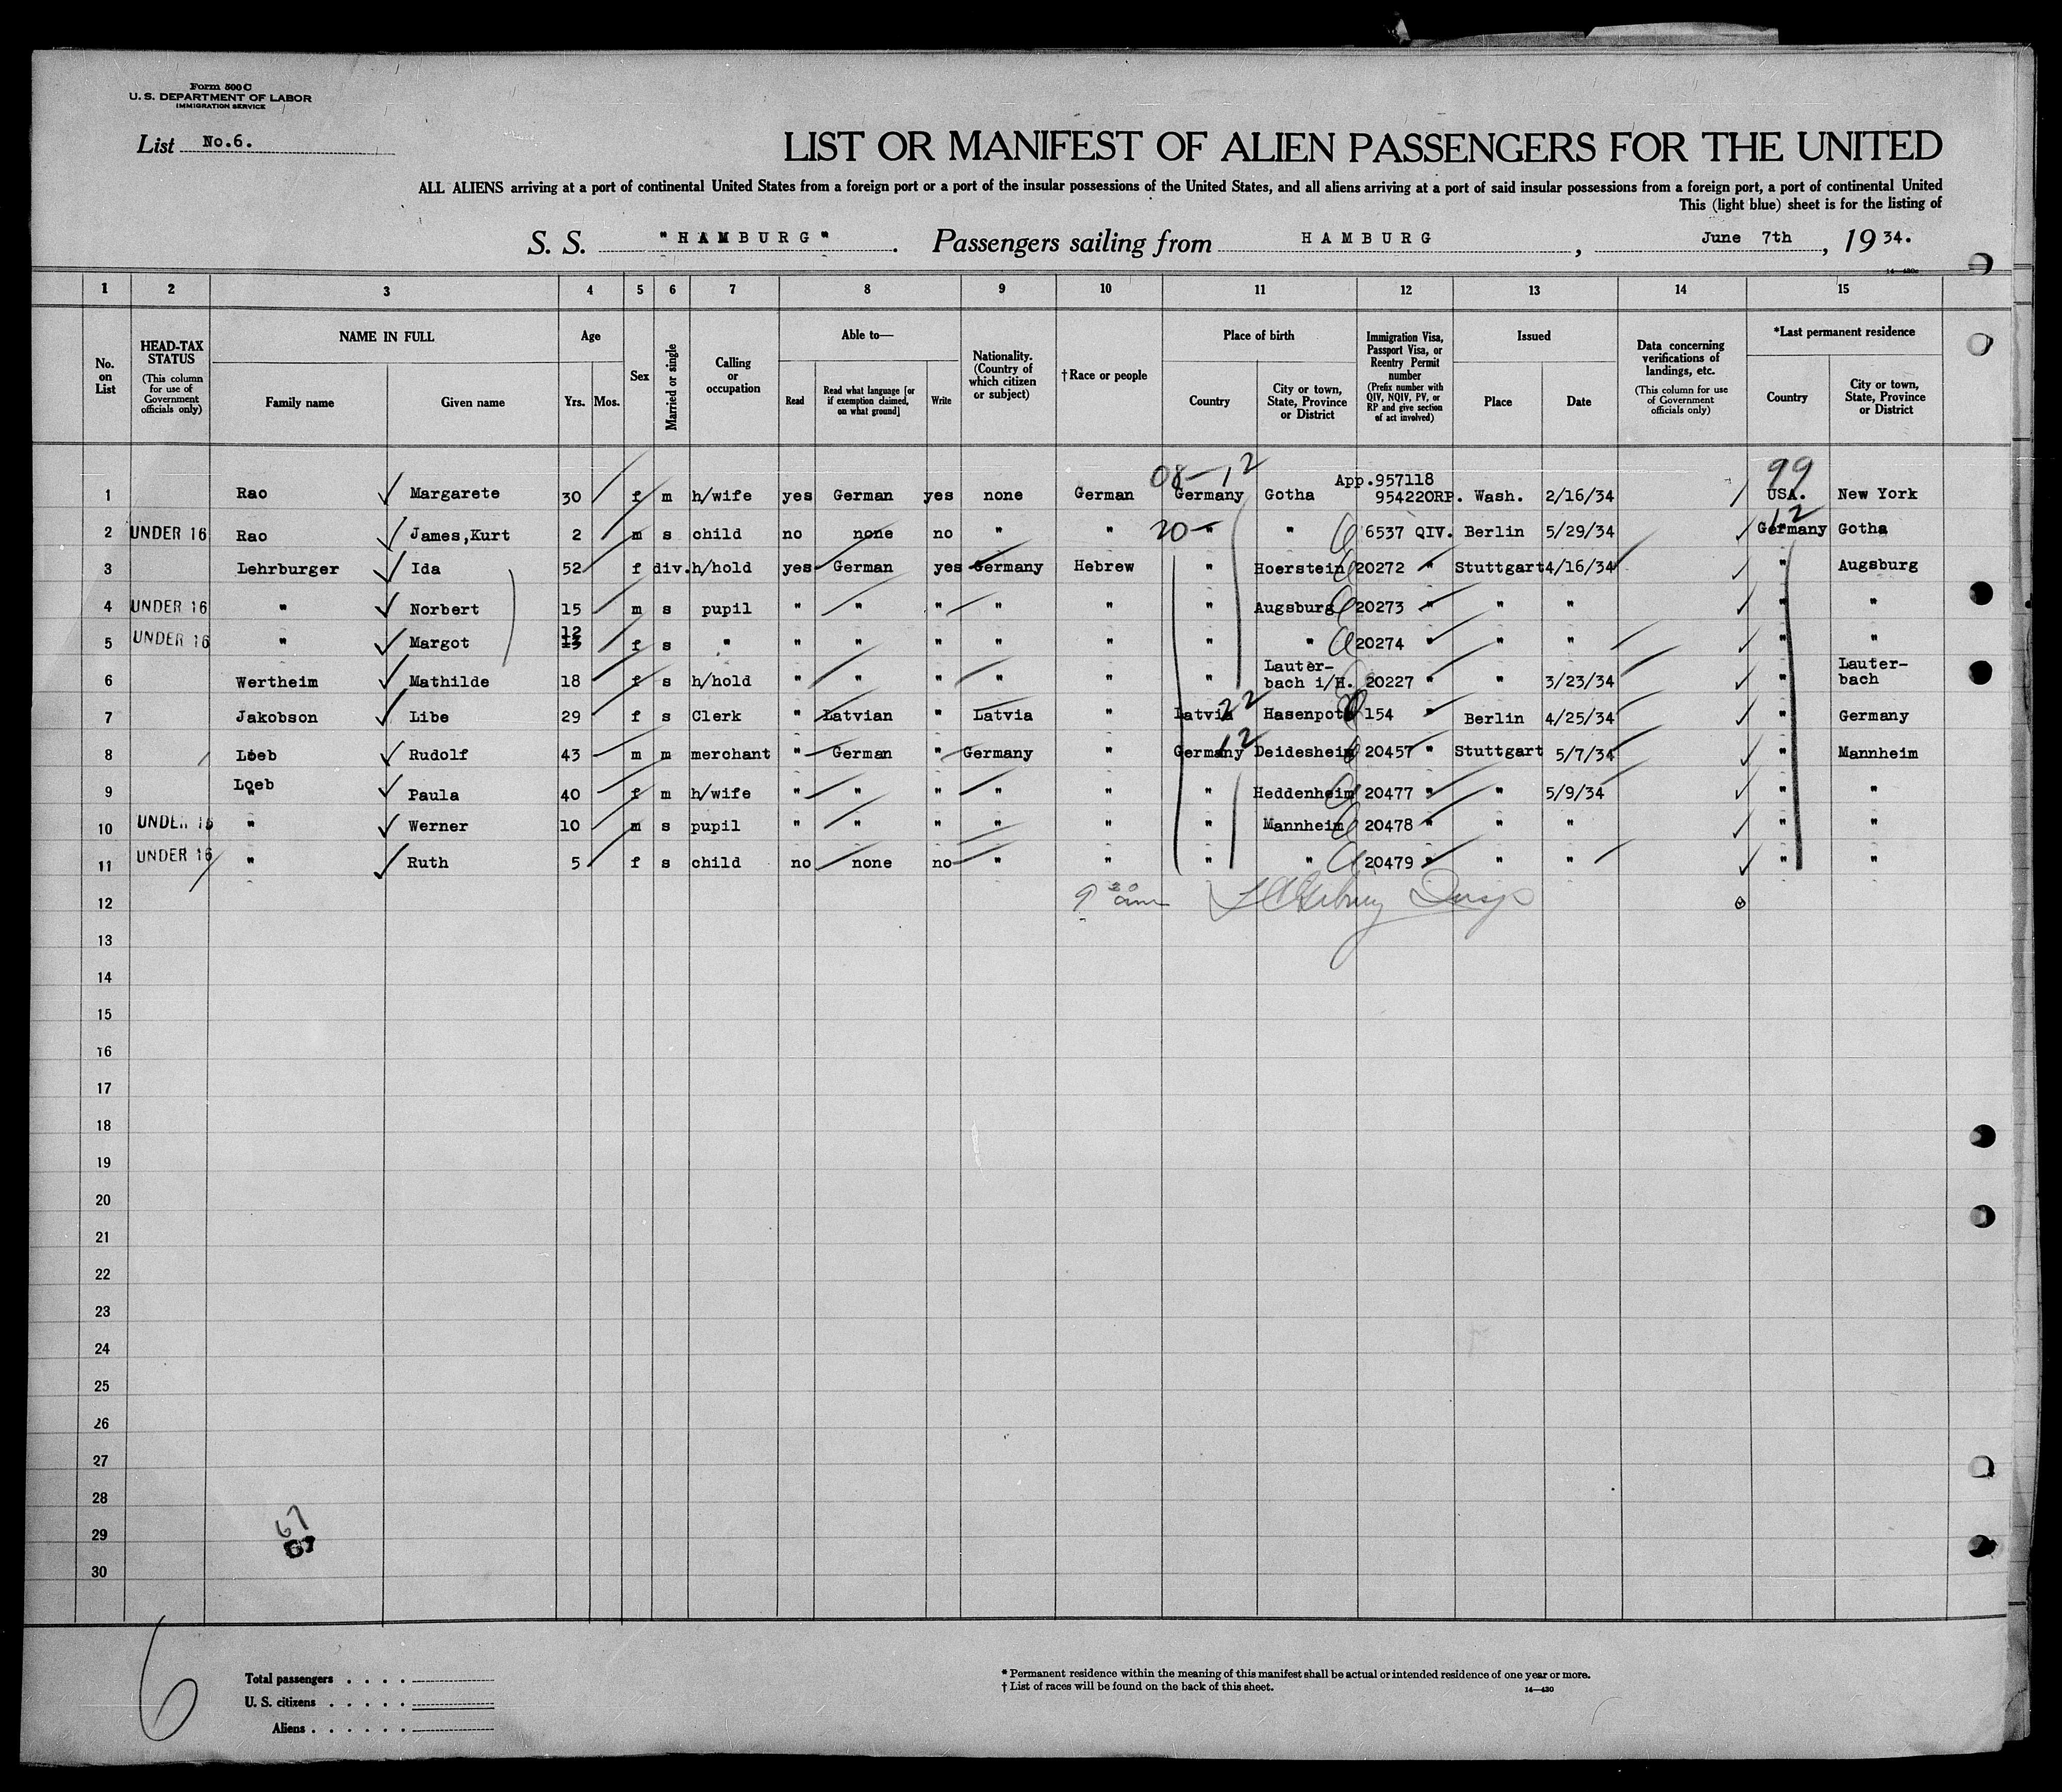 Form 500 C
U. S. DEPARTMENT OF LABOR
IMMIGRATION SERVICE
List No.6.
LIST OR MANIFEST OF ALIEN PASSENGERS FOR THE UNITED
ALL ALIENS arriving at a port of continental United States from a foreign port or a port of the insular possessions of the United States, and all aliens arriving at a port of said insular possessions from a foreign port, a port of continental United
This (light blue) sheet is for the listing of
S. S. "HAMBURG". Passengers sailing from HAMBURG, June 7th, 1934.
14—430c
1 2 3 4 5 6 7 8 9 10 11 12 13 14 15
No. on List
HEAD-TAX STATUS (This column for use of Government officials only)
NAME IN FULL
Family name Given name
Age
Yrs. Mos.
Sex
Married or single
Calling or occupation
Able to—
Read Read what language [or if exemption claimed, on what ground] Write
Nationality. (Country of which citizen or subject)
†Race or people
Place of birth
Country City or town, State, Province or District
Immigration Visa, Passport Visa, or Reentry Permit number (Prefix number with QIV, NQIV, PV, or RP and give section of act involved)
Issued
Place Date
Data concerning verifications of landings, etc. (This column for use of Government officials only)
*Last permanent residence
Country City or town, State, Province or District
08-12 99
App.957118
1 Rao Margarete 30 f m h/wife yes German yes none German Germany Gotha 954220RP. Wash. 2/16/34 USA. New York
20- 12
2 UNDER 16 Rao James,Kurt 2 m s child no none no " " " " 6537 QIV. Berlin 5/29/34 Germany Gotha
3 Lehrburger Ida 52 f div. h/hold yes German yes Germany Hebrew " Hoerstein 20272 " Stuttgart 4/16/34 " Augsburg
4 UNDER 16 " Norbert 15 m s pupil " " " " " " Augsburg 20273 " " " " "
12
5 UNDER 16 " Margot 13 f s " " " " " " " " 20274 " " " " "
Lauter- Lauter-
6 Wertheim Mathilde 18 f s h/hold " " " " " " bach i/H. 20227 " " 3/23/34 " bach
22
7 Jakobson Libe 29 f s Clerk " Latvian " Latvia " Latvia Hasenpoth 154 " Berlin 4/25/34 " Germany
12
8 Loeb Rudolf 43 m m merchant " German " Germany " Germany Deidesheim 20457 " Stuttgart 5/7/34 " Mannheim
Loeb
9 " Paula 40 f m h/wife " " " " " " Heddenheim 20477 " " 5/9/34 " "
10 UNDER 16 " Werner 10 m s pupil " " " " " " Mannheim 20478 " " " " "
11 UNDER 16 " Ruth 5 f s child no none no " " " " 20479 " " " " "
12 9 30 am Insp
13
14
15
16
17
18
19
20
21
22
23
24
25
26
27
28
29 67
67
30
6
Total passengers
U. S. citizens
Aliens
* Permanent residence within the meaning of this manifest shall be actual or intended residence of one year or more.
† List of races will be found on the back of this sheet.
14—430